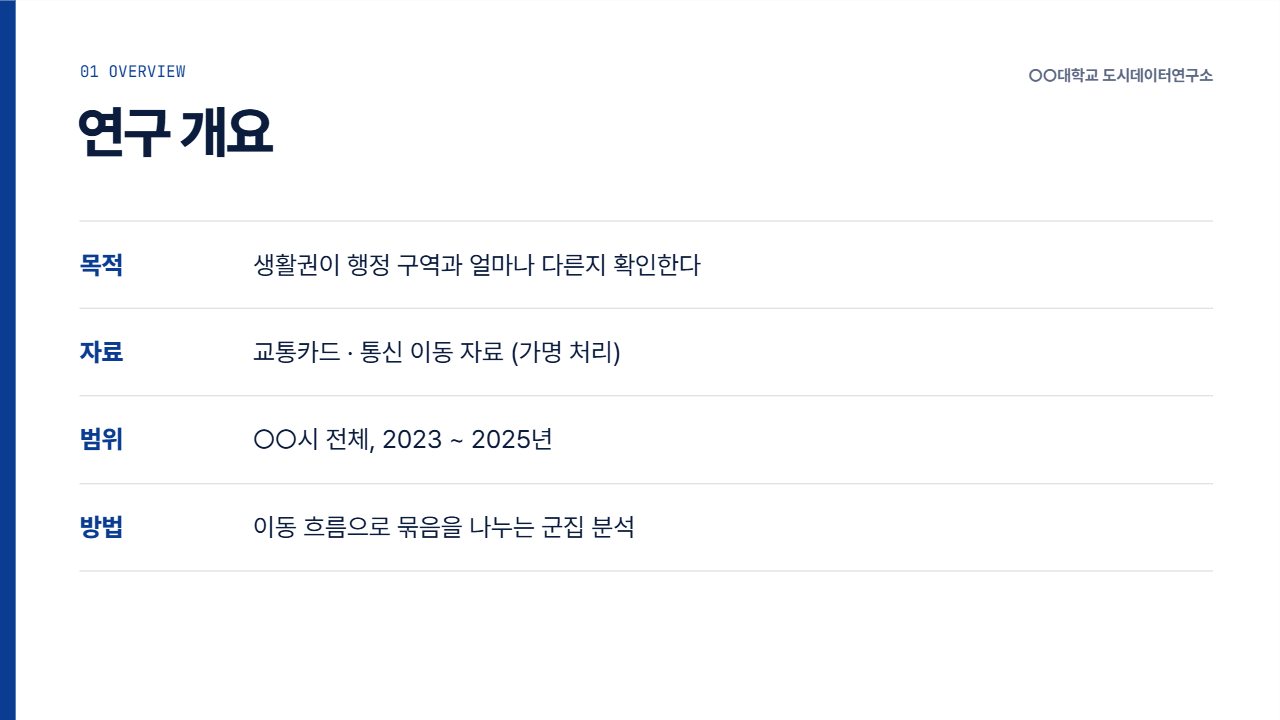 01 OVERVIEW
○○대학교 도시데이터연구소
연구 개요
목적 생활권이 행정 구역과 얼마나 다른지 확인한다
자료 교통카드 · 통신 이동 자료 (가명 처리)
범위 ○○시 전체, 2023 ~ 2025년
방법 이동 흐름으로 묶음을 나누는 군집 분석